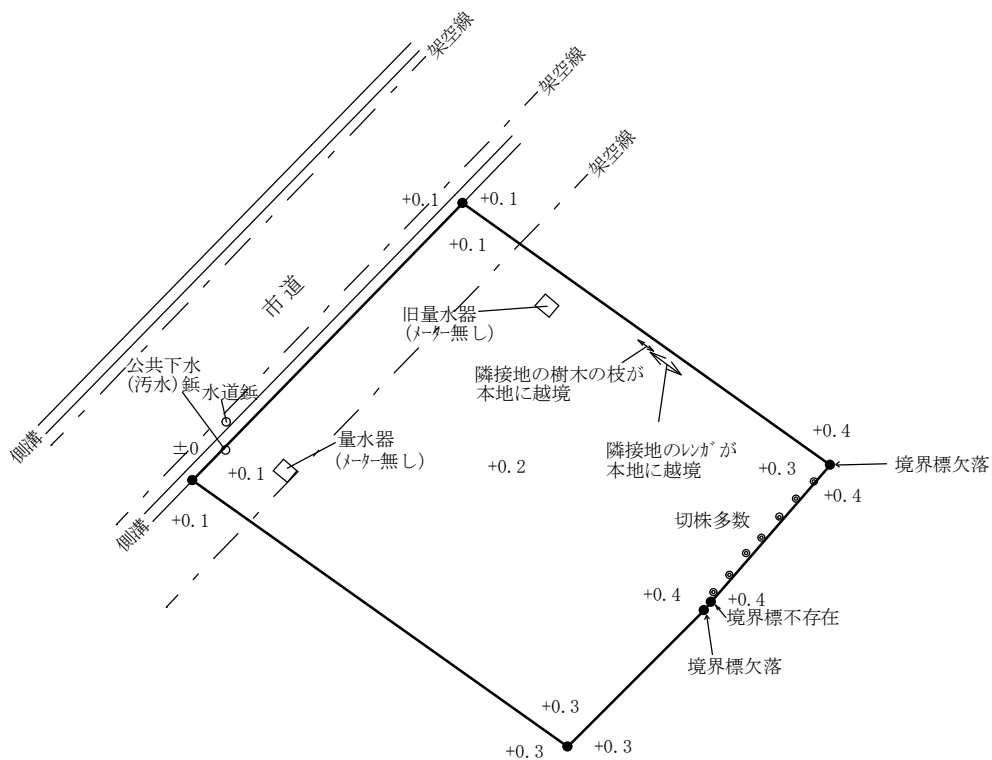 架空線
架空線
架空線
+0.1
+0.1
+0.1
市道
旧量水器
(ﾒｰﾀｰ無し)
公共下水
(汚水)鋲
水道鋲
隣接地の樹木の枝が
本地に越境
側溝
±0
+0.1
量水器
(ﾒｰﾀｰ無し)
+0.2
隣接地のﾚﾝｶﾞが
本地に越境
+0.4
+0.3
境界標欠落
+0.4
側溝
+0.1
切株多数
+0.4
+0.4
境界標不存在
境界標欠落
+0.3
+0.3
+0.3